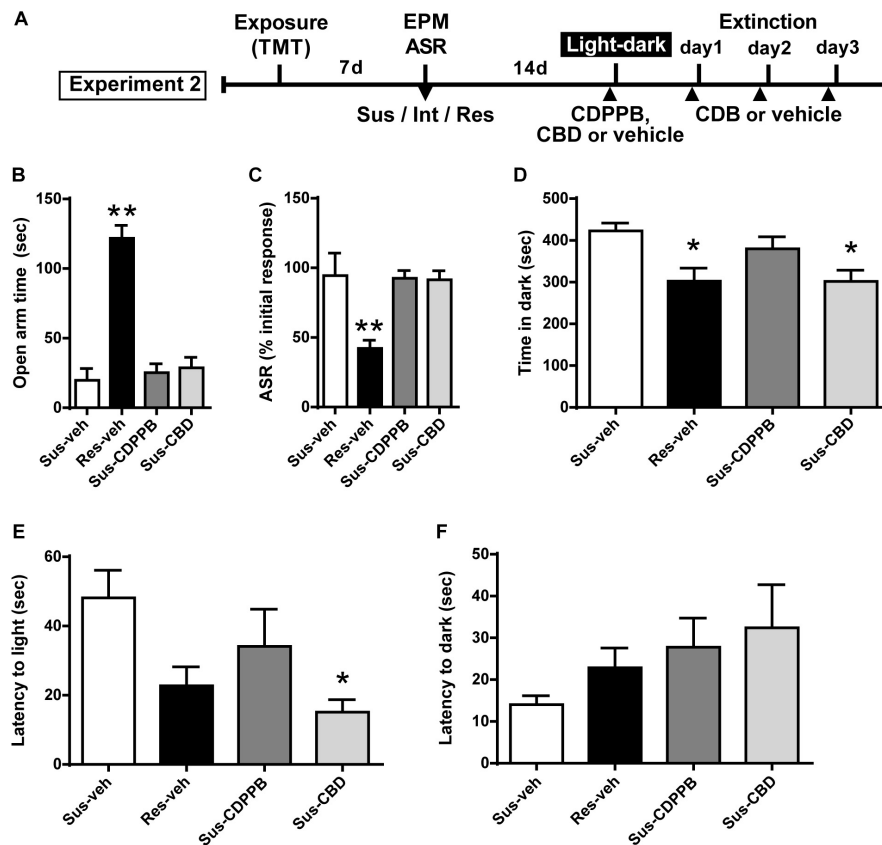 A
Exposure
(TMT)
EPM
ASR
Light-dark
Extinction
day1 day2 day3
7d
14d
Experiment 2
Sus / Int / Res
CDPPB,
CBD or vehicle
CDB or vehicle
B
Open arm time (sec)
150
100
50
0
**
Sus-veh
Res-veh
Sus-CDPPB
Sus-CBD
C
ASR (% initial response)
150
100
50
0
**
Sus-veh
Res-veh
Sus-CDPPB
Sus-CBD
D
Time in dark (sec)
500
400
300
200
100
0
*
*
Sus-veh
Res-veh
Sus-CDPPB
Sus-CBD
E
Latency to light (sec)
60
40
20
0
*
Sus-veh
Res-veh
Sus-CDPPB
Sus-CBD
F
Latency to dark (sec)
50
40
30
20
10
0
Sus-veh
Res-veh
Sus-CDPPB
Sus-CBD